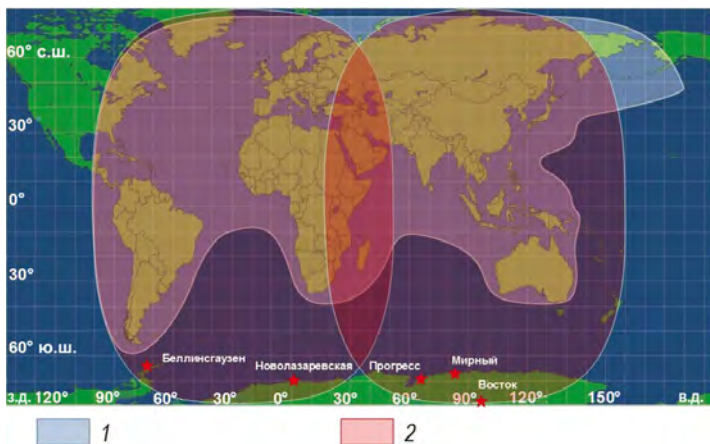 60° с.ш.
30°
0°
30°
60° ю.ш.
Беллинсгаузен
Новолазаревская
Прогресс
Мирный
Восток
з.д. 120° 90° 60° 30° 0° 30° 60° 90° 120° 150° в.д.
1
2